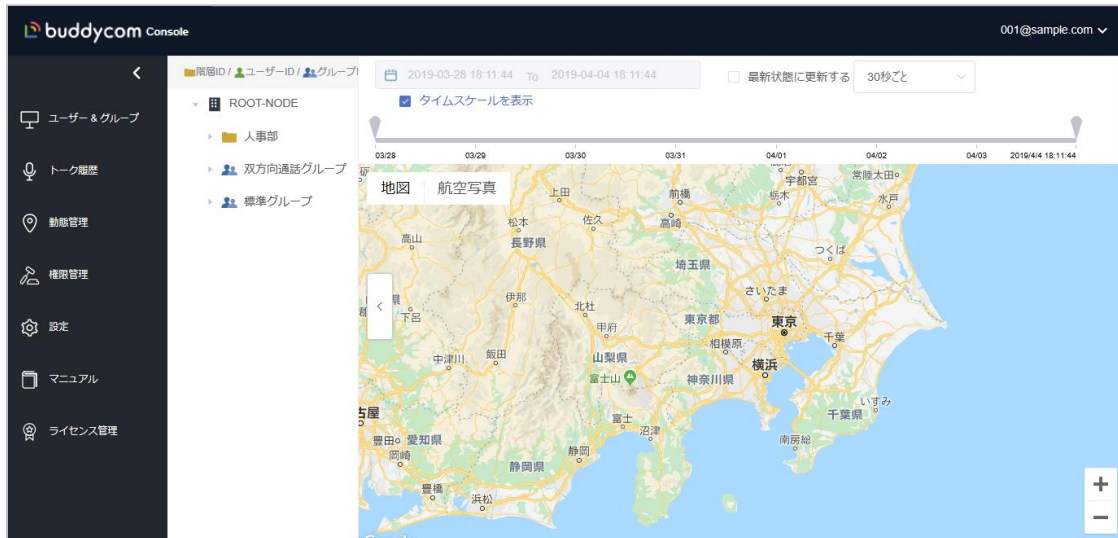 buddycom Console
001@sample.com
ユーザー & グループ
トーク履歴
動態管理
権限管理
設定
マニュアル
ライセンス管理
階層ID / ユーザーID / グループ
ROOT-NODE
人事部
双方向通話グループ
標準グループ
2019-03-28 18:11:44 To 2019-04-04 18:11:44
最新状態に更新する 30秒ごと
タイムスケールを表示
03/28 03/29 03/30 03/31 04/01 04/02 04/03 2019/4/4 18:11:44
地図 航空写真
常陸太田
宇都宮
上田 前橋 栃木 水戸
松本 佐久 高崎
高山 長野県 つくば
埼玉県
伊那 さいたま
北杜
下呂 東京都 東京
甲府 千葉
相模原
中津川 飯田 山梨県 横浜
富士山 神奈川県
いすみ
富士 千葉県
沼津
豊田 愛知県 南房総
岡崎 静岡
静岡県
豊橋
浜松
+
−